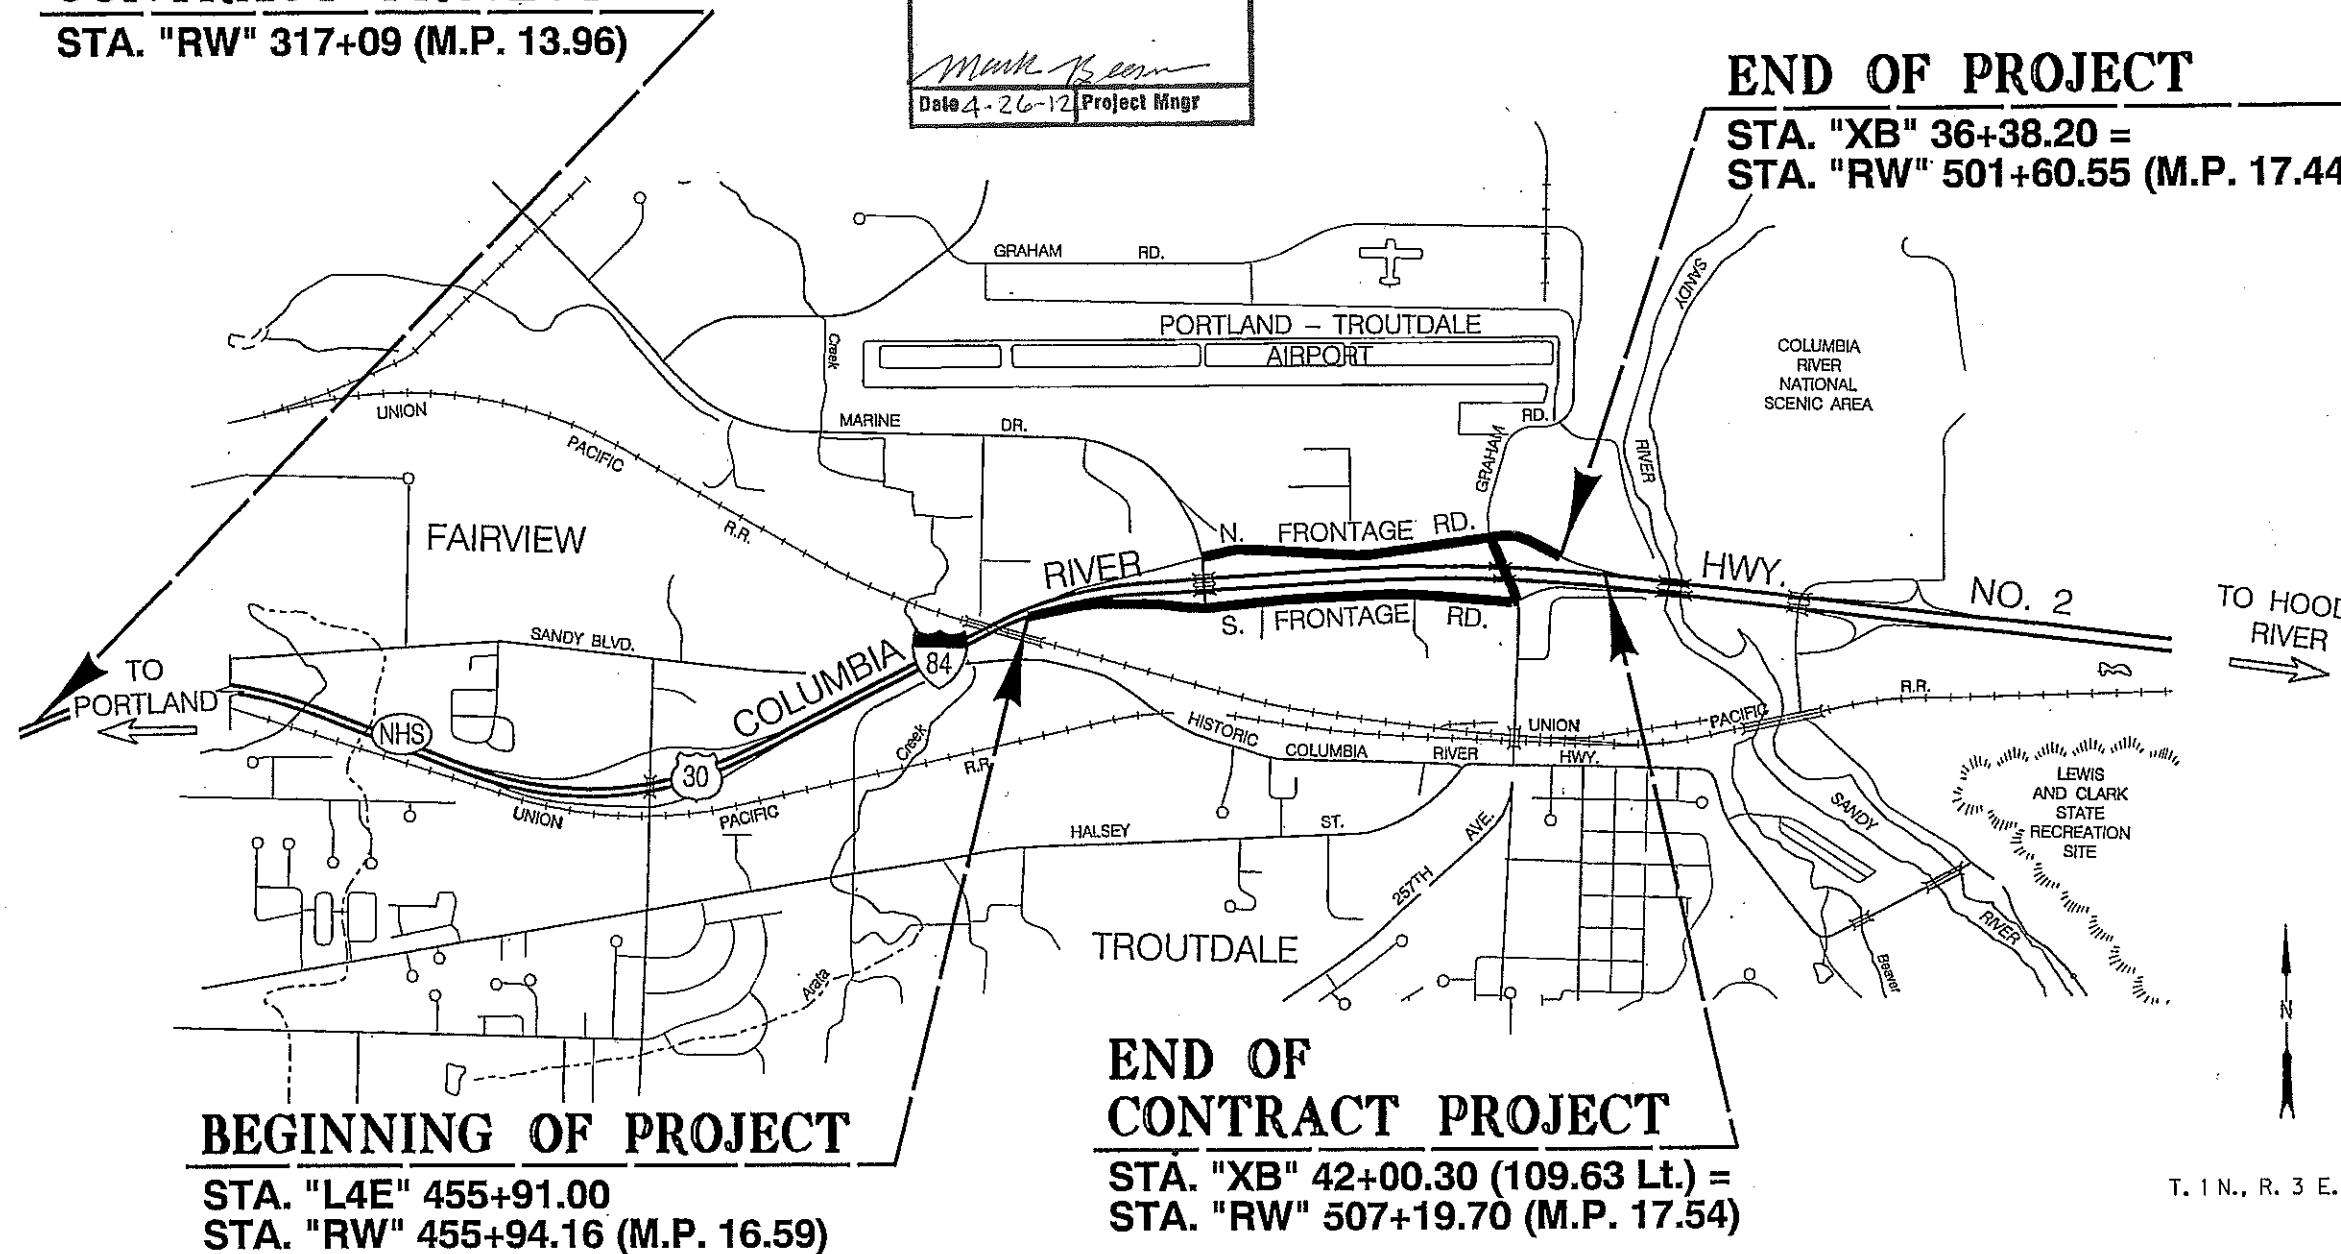 STA. "RW" 317+09 (M.P. 13.96)
Date 4-26-12 Project Mngr
END OF PROJECT
STA. "XB" 36+38.20 =
STA. "RW" 501+60.55 (M.P. 17.44
GRAHAM RD.
SANDY
RIVER
PORTLAND – TROUTDALE
AIRPORT
COLUMBIA
RIVER
NATIONAL
SCENIC AREA
Creek
UNION
PACIFIC
R.R.
MARINE DR.
GRAHAM
RD.
FAIRVIEW
N. FRONTAGE RD.
COLUMBIA
RIVER
HWY.
NO. 2
TO HOOD
RIVER
S. FRONTAGE RD.
SANDY BLVD.
84
TO
PORTLAND
NHS
30
UNION
PACIFIC
R.R.
Creek
HISTORIC
COLUMBIA
RIVER
HWY.
UNION
PACIFIC
R.R.
HALSEY ST.
257TH AVE.
LEWIS
AND CLARK
STATE
RECREATION
SITE
SANDY
RIVER
TROUTDALE
Arata
Beaver
N
BEGINNING OF PROJECT
STA. "L4E" 455+91.00
STA. "RW" 455+94.16 (M.P. 16.59)
END OF
CONTRACT PROJECT
STA. "XB" 42+00.30 (109.63 Lt.) =
STA. "RW" 507+19.70 (M.P. 17.54)
T. 1 N., R. 3 E.